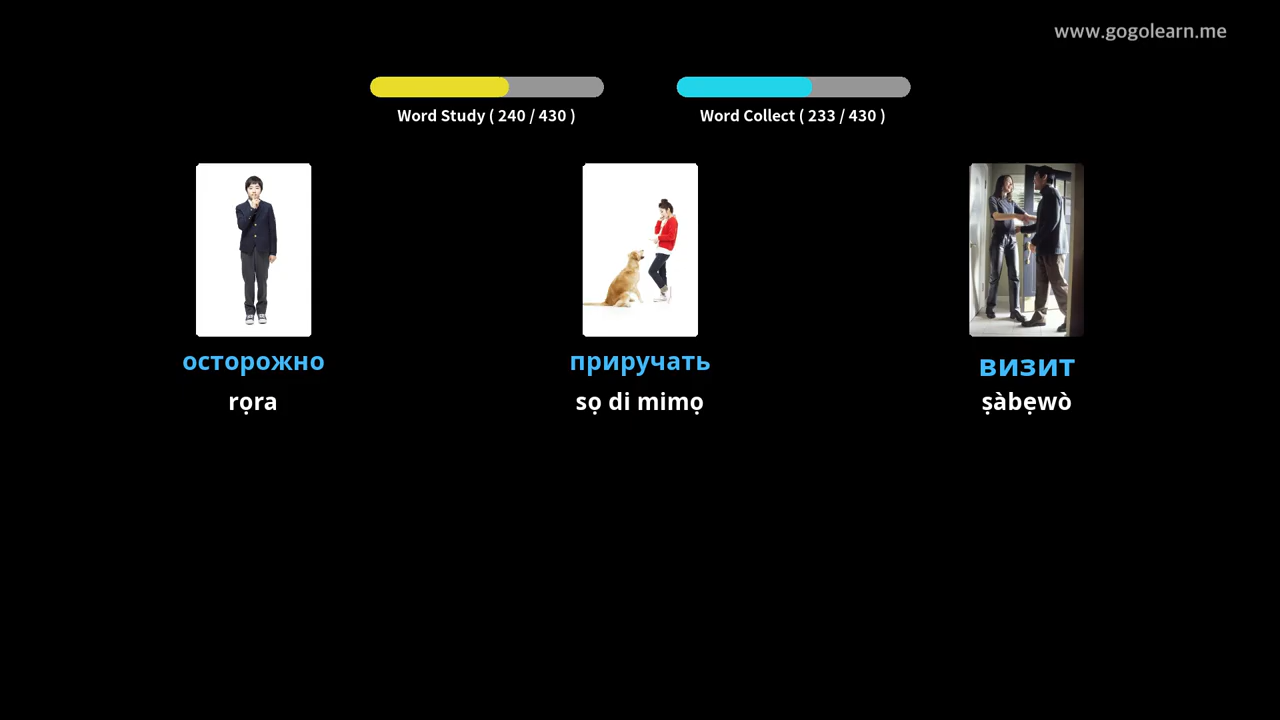 www.gogolearn.me
Word Study ( 240 / 430 )
Word Collect ( 233 / 430 )
осторожно
rọra
приручать
sọ di mimọ
визит
ṣàbẹwò